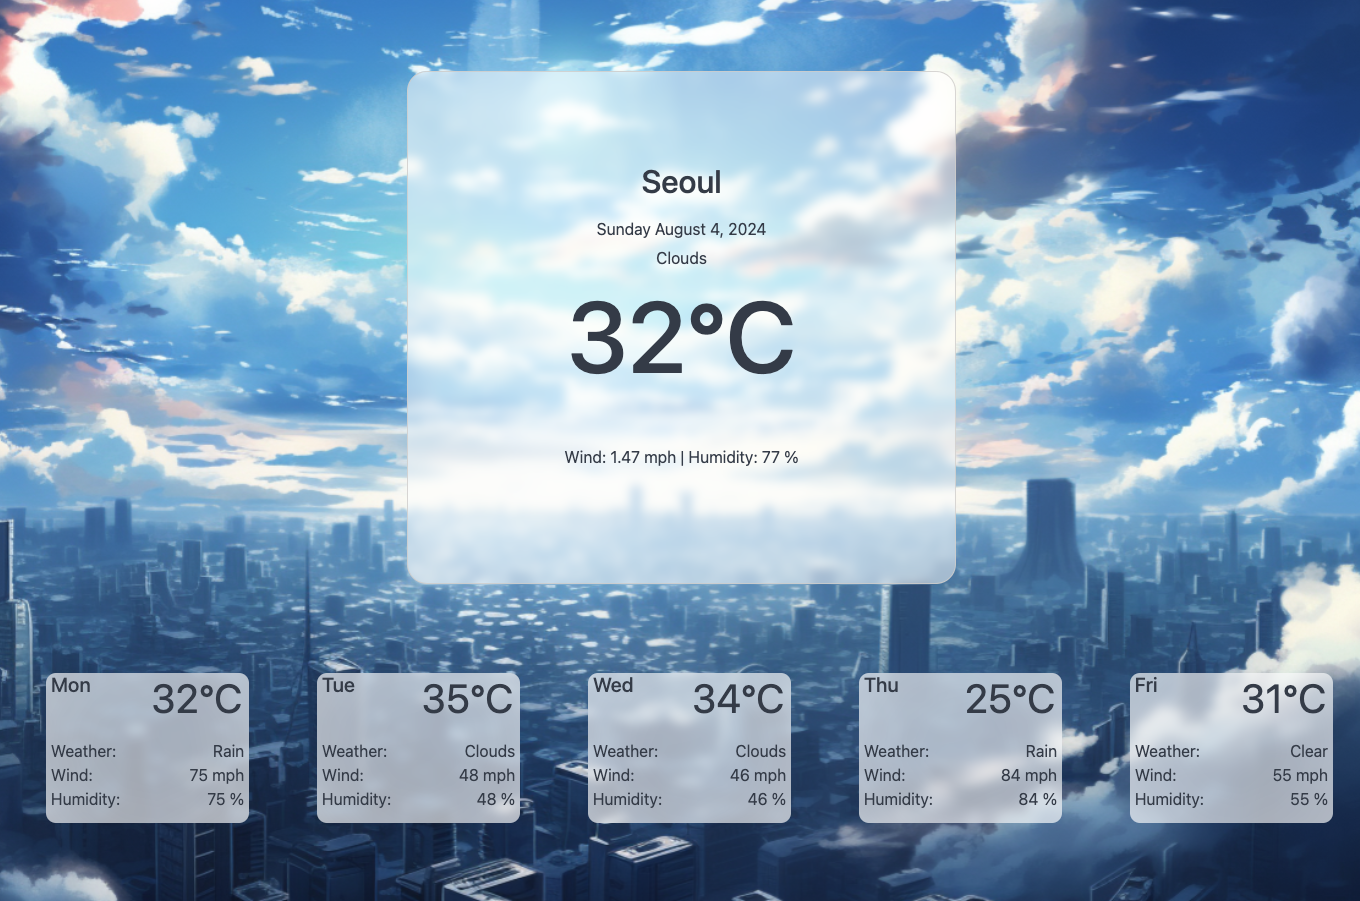 Seoul
Sunday August 4, 2024
Clouds
32°C
Wind: 1.47 mph | Humidity: 77 %
Mon 32°C
Weather: Rain
Wind: 75 mph
Humidity: 75 %
Tue 35°C
Weather: Clouds
Wind: 48 mph
Humidity: 48 %
Wed 34°C
Weather: Clouds
Wind: 46 mph
Humidity: 46 %
Thu 25°C
Weather: Rain
Wind: 84 mph
Humidity: 84 %
Fri 31°C
Weather: Clear
Wind: 55 mph
Humidity: 55 %